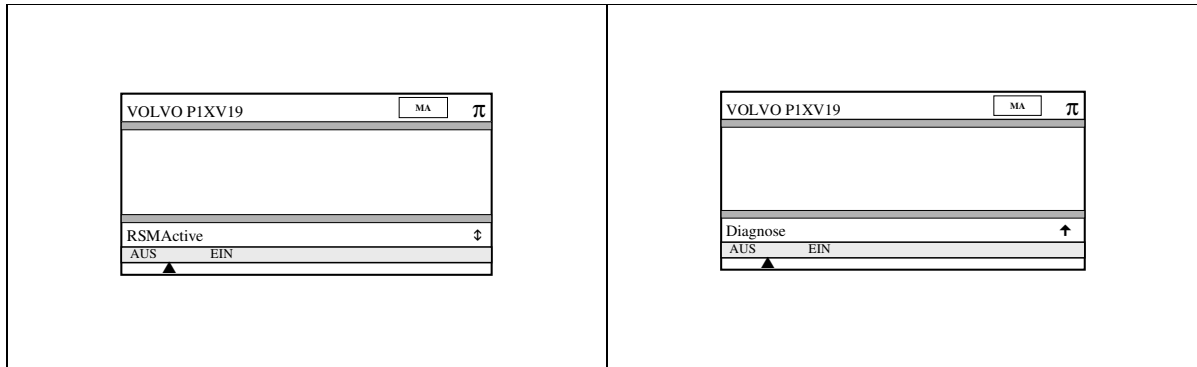 VOLVO P1XV19 MA π
RSMActive ↕
AUS EIN
VOLVO P1XV19 MA π
Diagnose ↑
AUS EIN